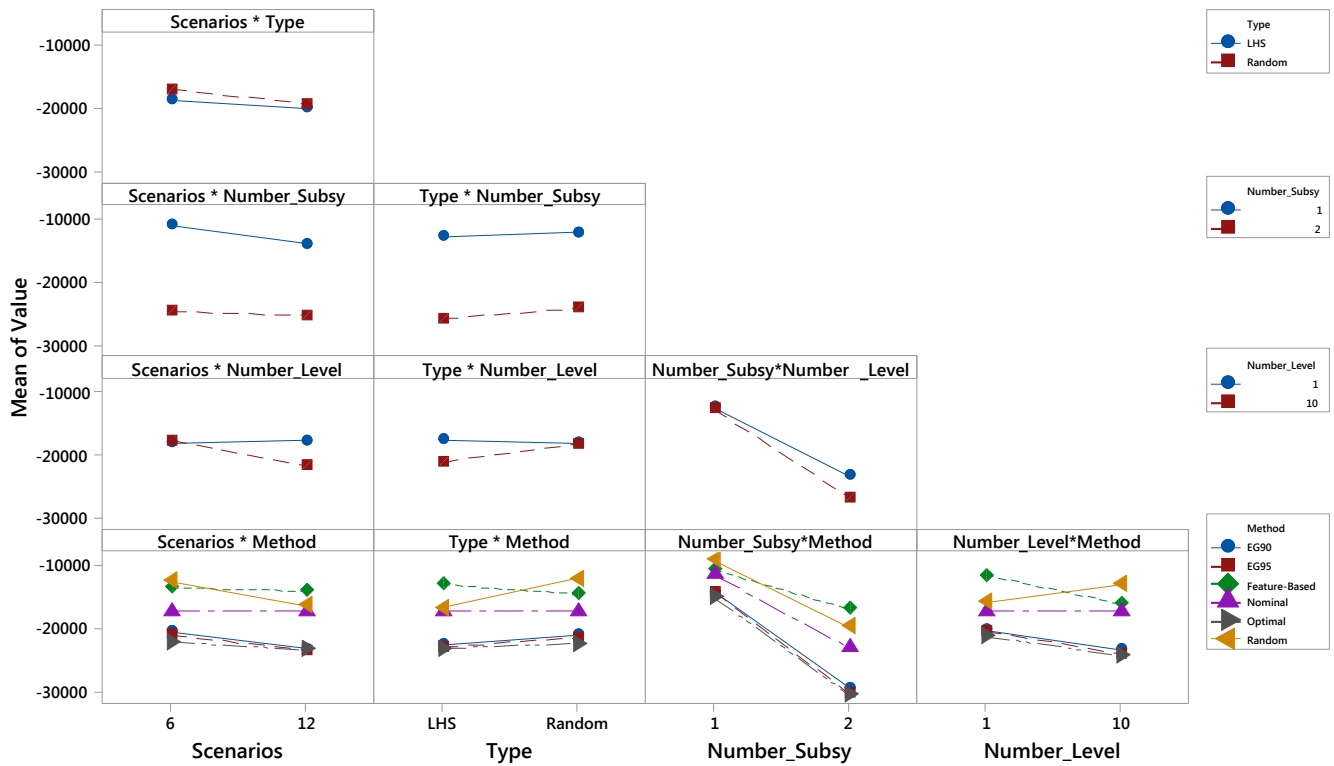 Scenarios * Type
-10000
-20000
-30000
Type
LHS
Random
Scenarios * Number_Subsy
Type * Number_Subsy
-10000
-20000
-30000
Number_Subsy
1
2
Mean of Value
Scenarios * Number_Level
Type * Number_Level
Number_Subsy*Number _Level
-10000
-20000
-30000
Number_Level
1
10
Scenarios * Method
Type * Method
Number_Subsy*Method
Number_Level*Method
-10000
-20000
-30000
Method
EG90
EG95
Feature-Based
Nominal
Optimal
Random
6 12
LHS Random
1 2
1 10
Scenarios
Type
Number_Subsy
Number_Level